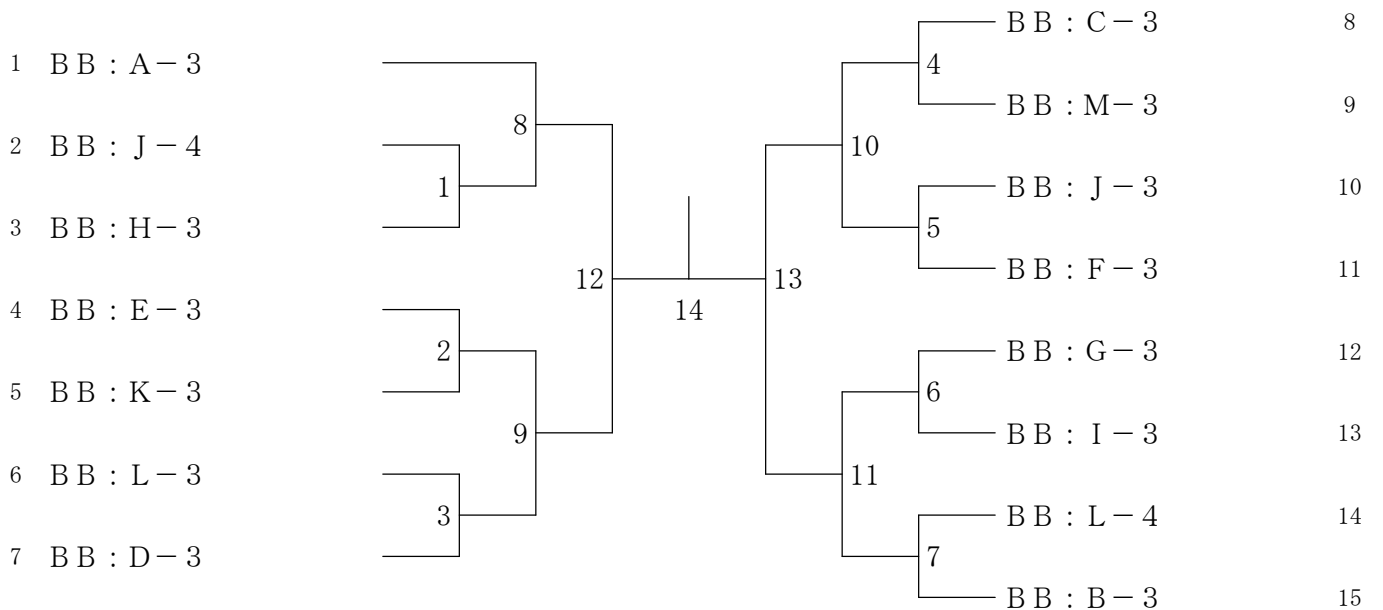 1 BB:A-3
2 BB:J-4
3 BB:H-3
4 BB:E-3
5 BB:K-3
6 BB:L-3
7 BB:D-3
8
1
2
9
3
12
14
13
10
4
5
11
6
7
BB:C-3 8
BB:M-3 9
BB:J-3 10
BB:F-3 11
BB:G-3 12
BB:I-3 13
BB:L-4 14
BB:B-3 15